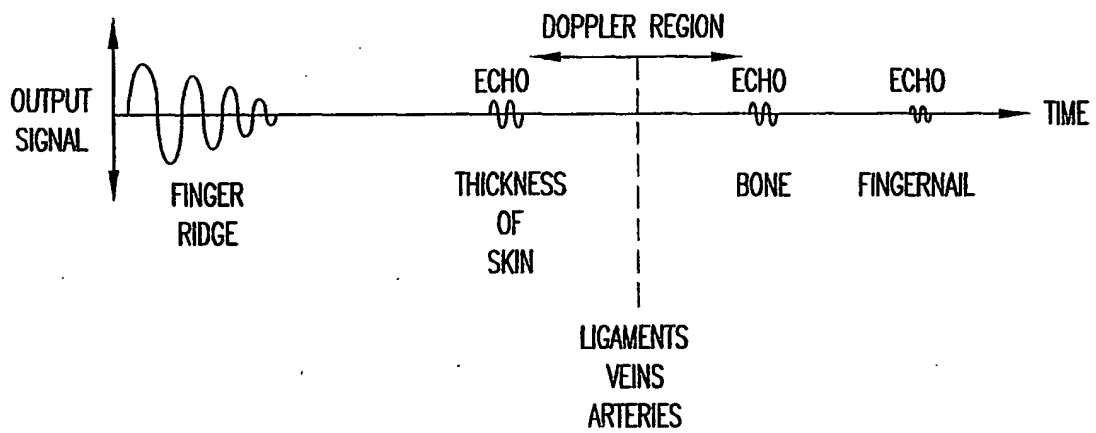 DOPPLER REGION
OUTPUT
SIGNAL
ECHO
ECHO
ECHO
TIME
FINGER
RIDGE
THICKNESS
OF
SKIN
BONE
FINGERNAIL
LIGAMENTS
VEINS
ARTERIES